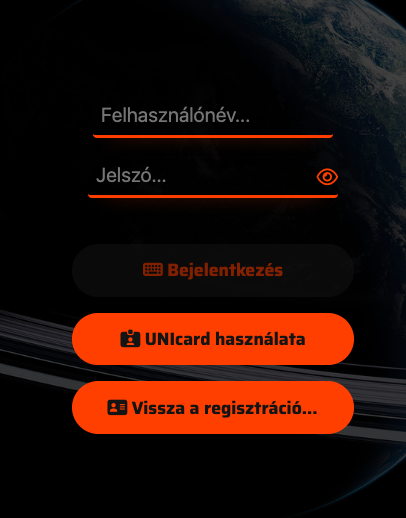 Felhasználónév...
Jelszó...
Bejelentkezés
UNIcard használata
Vissza a regisztráció...